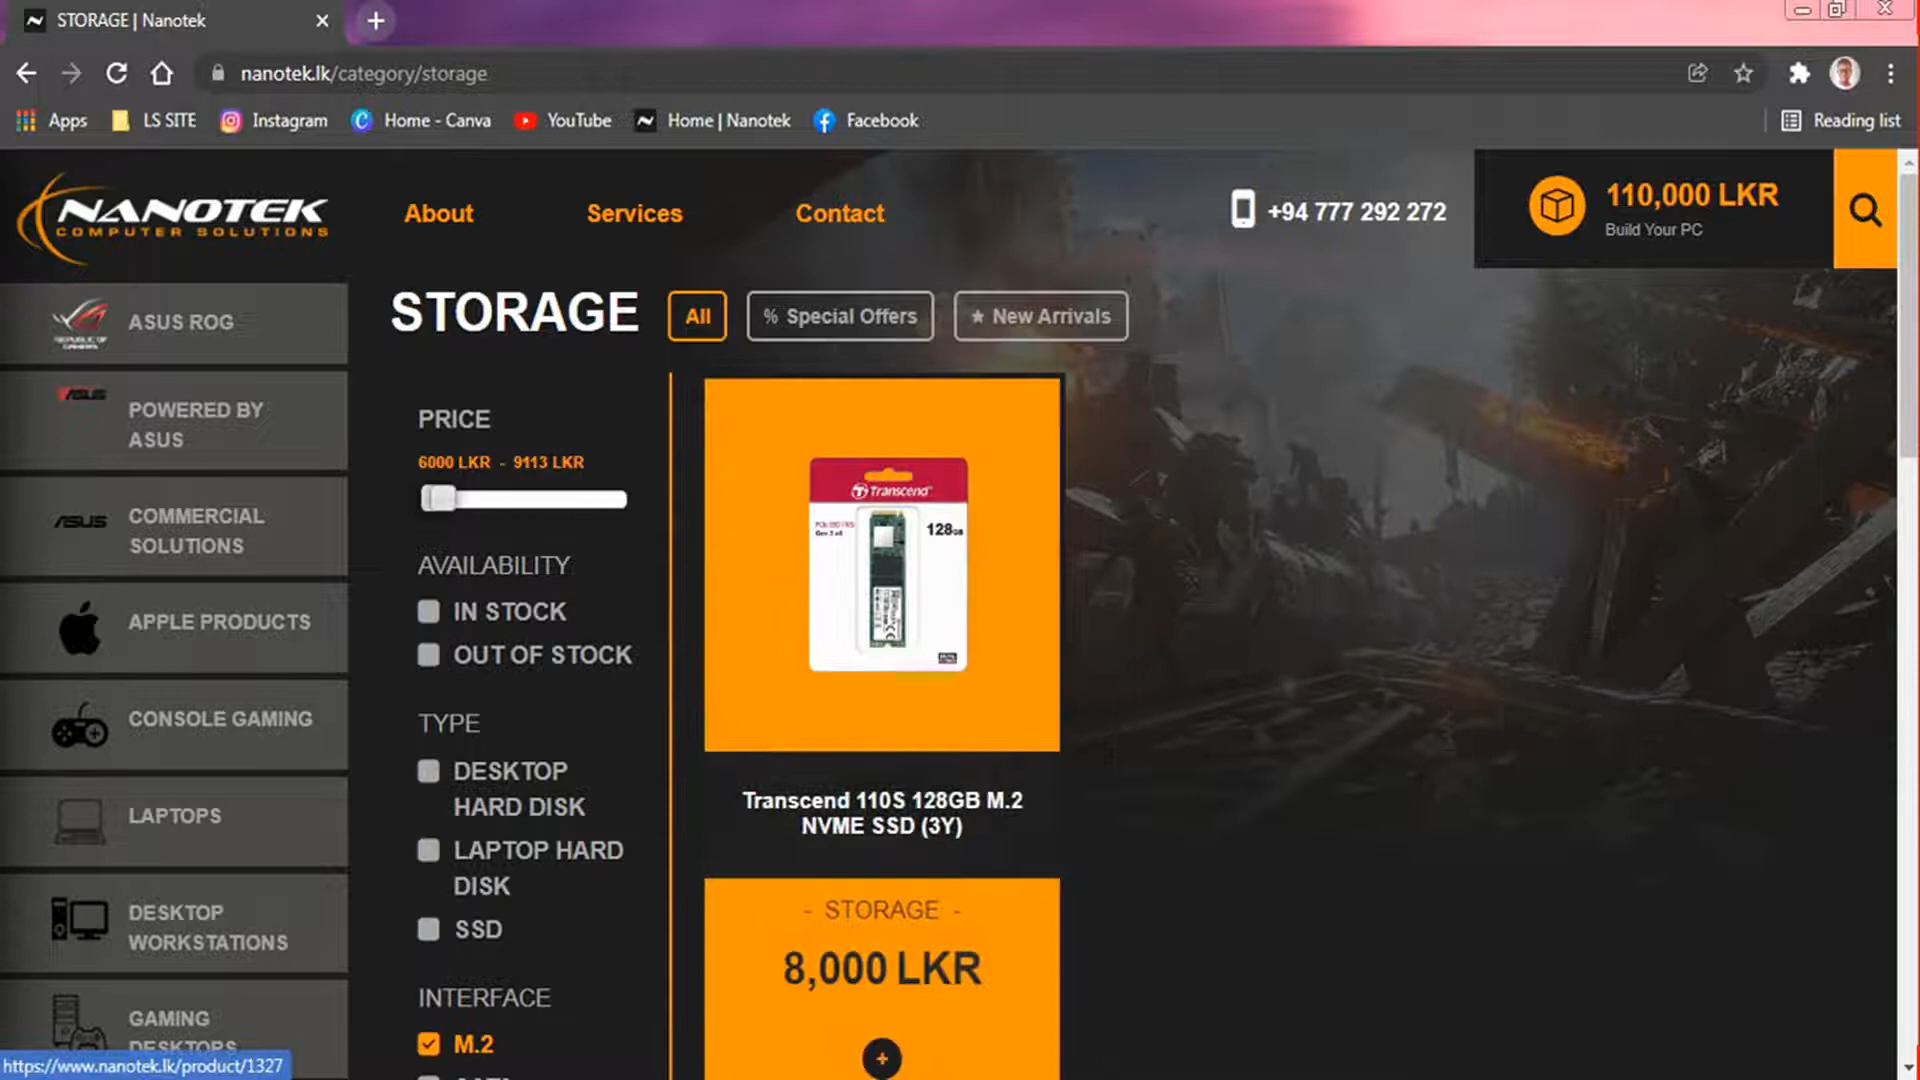 STORAGE | Nanotek
nanotek.lk/category/storage
Apps
LS SITE
Instagram
Home - Canva
YouTube
Home | Nanotek
Facebook
Reading list
NANOTEK
COMPUTER SOLUTIONS
About
Services
Contact
+94 777 292 272
110,000 LKR
Build Your PC
ASUS ROG
POWERED BY
ASUS
COMMERCIAL
SOLUTIONS
APPLE PRODUCTS
CONSOLE GAMING
LAPTOPS
DESKTOP
WORKSTATIONS
GAMING
DESKTOPS
https://www.nanotek.lk/product/1327
STORAGE
All
% Special Offers
★ New Arrivals
PRICE
6000 LKR - 9113 LKR
AVAILABILITY
IN STOCK
OUT OF STOCK
TYPE
DESKTOP
HARD DISK
LAPTOP HARD
DISK
SSD
INTERFACE
M.2
Transcend
128GB
Transcend 110S 128GB M.2
NVME SSD (3Y)
- STORAGE -
8,000 LKR
+